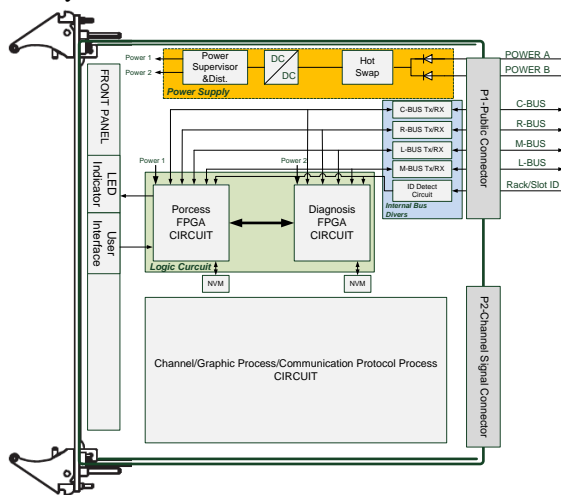 Power 1
Power 2
Power
Supervisor
&Dist.
DC
DC
Hot
Swap
Power Supply
POWER A
POWER B
FRONT PANEL
LED
Indicator
User
Interface
P1-Public Connector
C-BUS Tx/RX
R-BUS Tx/RX
L-BUS Tx/RX
M-BUS Tx/RX
ID Detect
Circuit
Internal Bus
Divers
C-BUS
R-BUS
M-BUS
L-BUS
Rack/Slot ID
Power 1
Power 2
Porcess
FPGA
CIRCUIT
Diagnosis
FPGA
CIRCUIT
Logic Curcuit
NVM
NVM
Channel/Graphic Process/Communication Protocol Process
CIRCUIT
P2-Channel Signal Connector